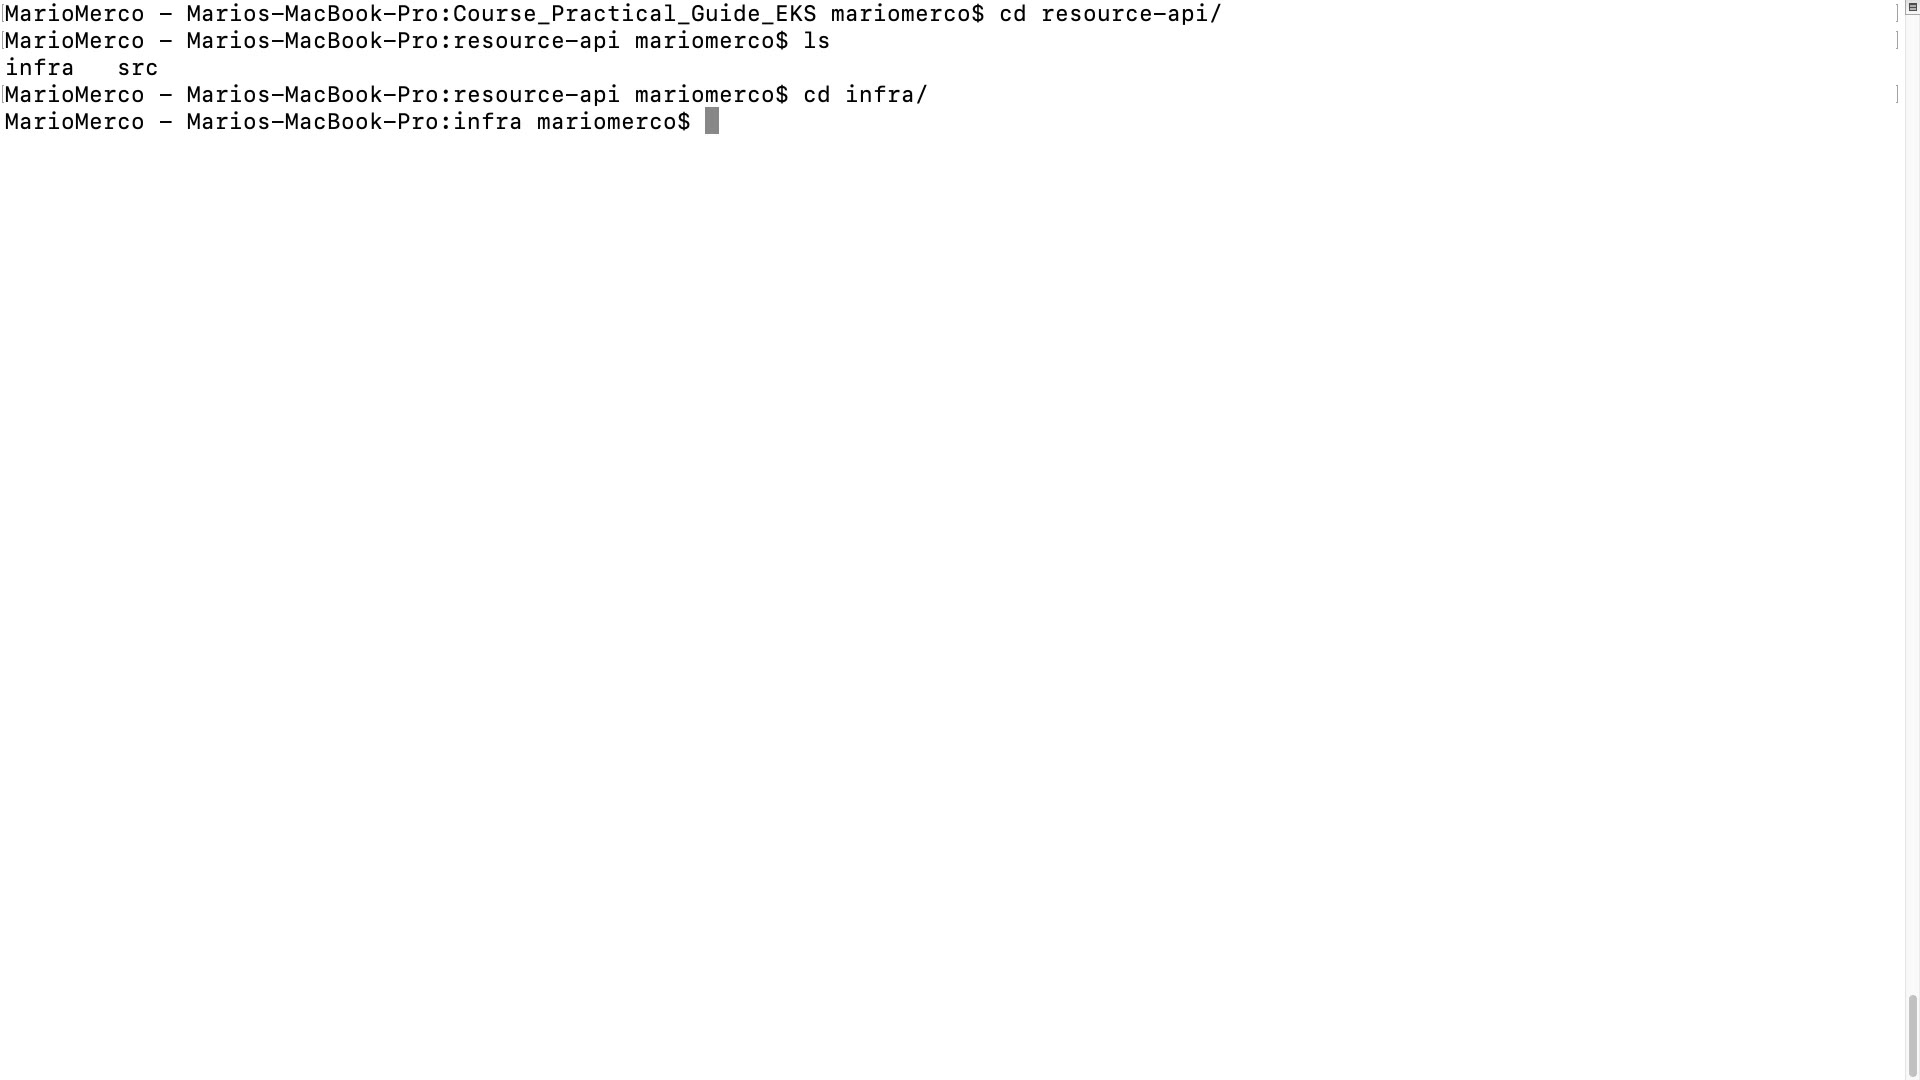 MarioMerco - Marios-MacBook-Pro:Course_Practical_Guide_EKS mariomerco$ cd resource-api/
MarioMerco - Marios-MacBook-Pro:resource-api mariomerco$ ls
infra	src
MarioMerco - Marios-MacBook-Pro:resource-api mariomerco$ cd infra/
MarioMerco - Marios-MacBook-Pro:infra mariomerco$